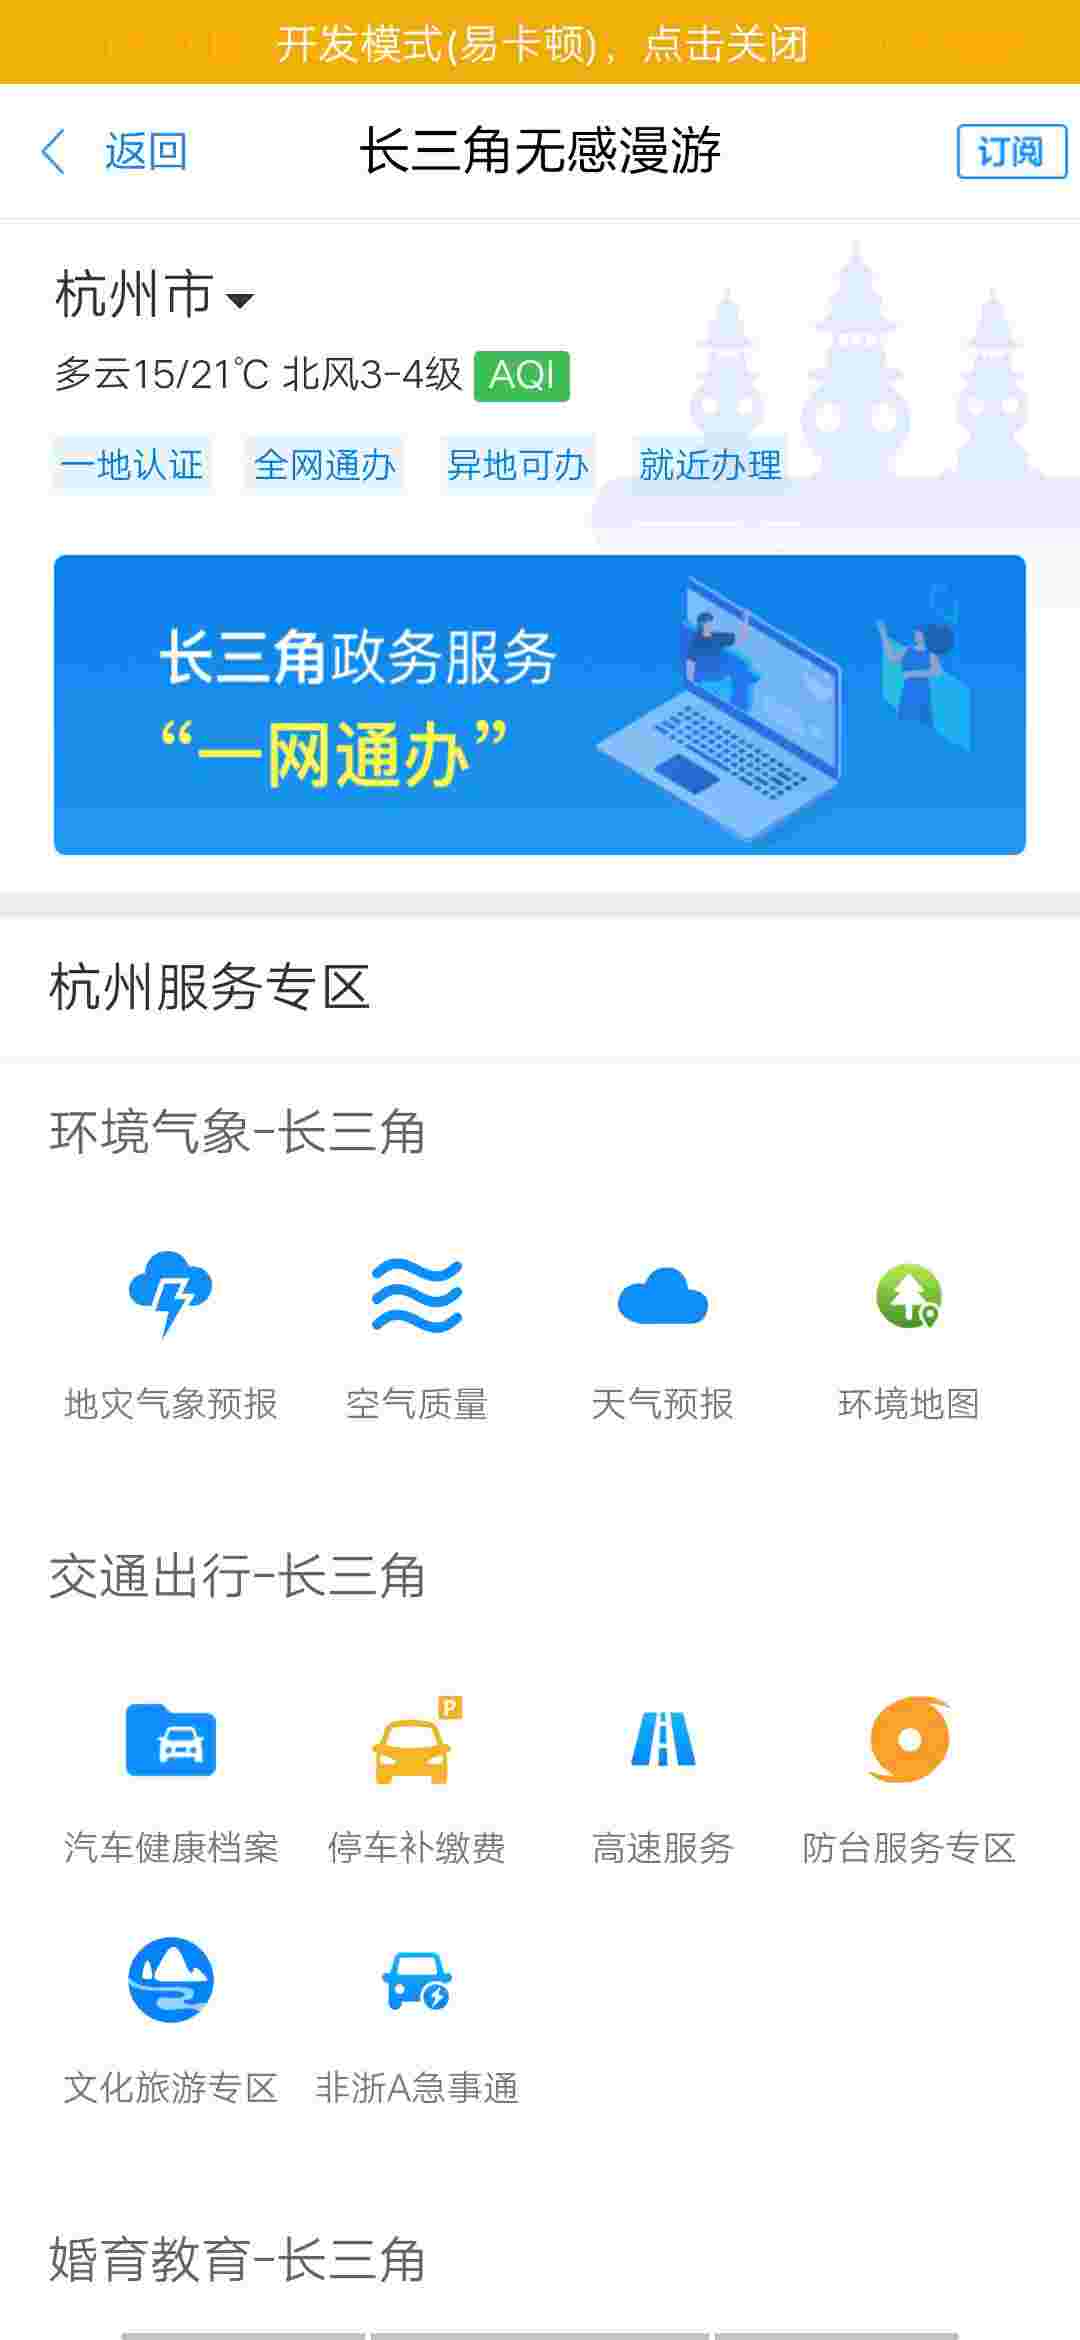 开发模式(易卡顿)，点击关闭
返回 长三角无感漫游 订阅
杭州市
多云15/21℃ 北风3-4级 AQI
一地认证 全网通办 异地可办 就近办理
长三角政务服务
“一网通办”
杭州服务专区
环境气象-长三角
地灾气象预报 空气质量 天气预报 环境地图
交通出行-长三角
P
汽车健康档案 停车补缴费 高速服务 防台服务专区
文化旅游专区 非浙A急事通
婚育教育-长三角